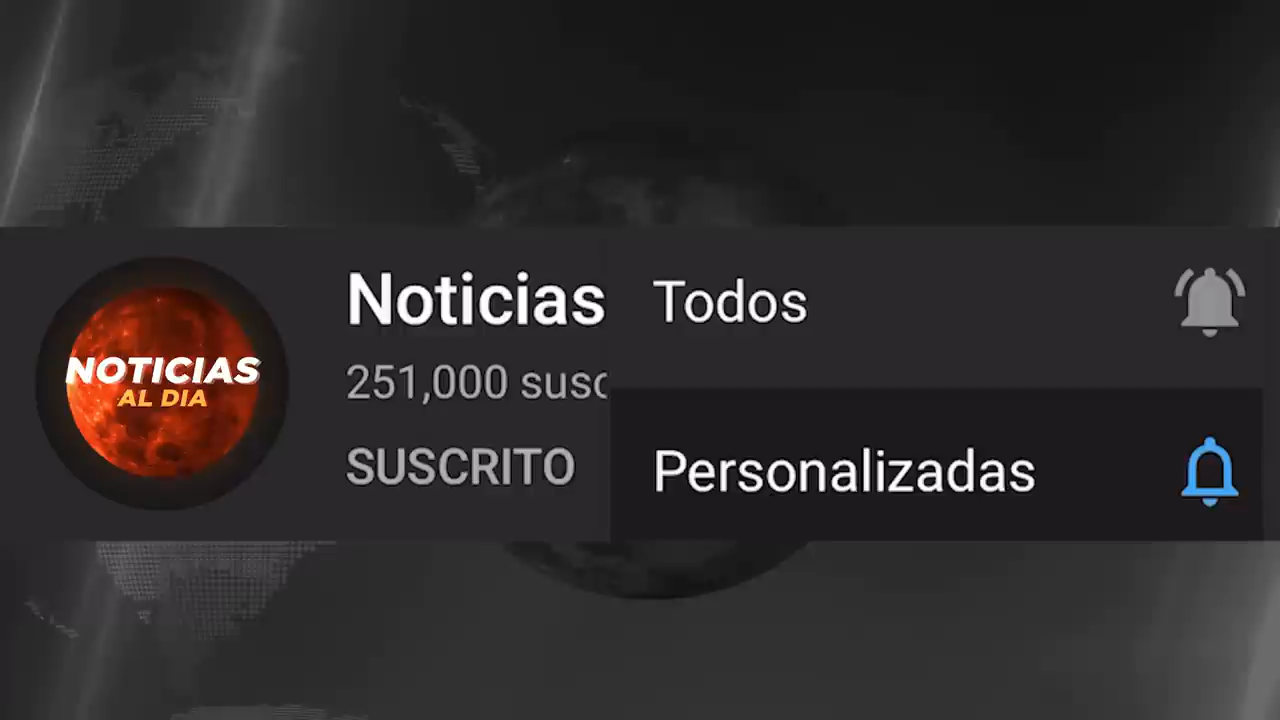 NOTICIAS
AL DIA
Noticias
251,000 susc
SUSCRITO
Todos
Personalizadas